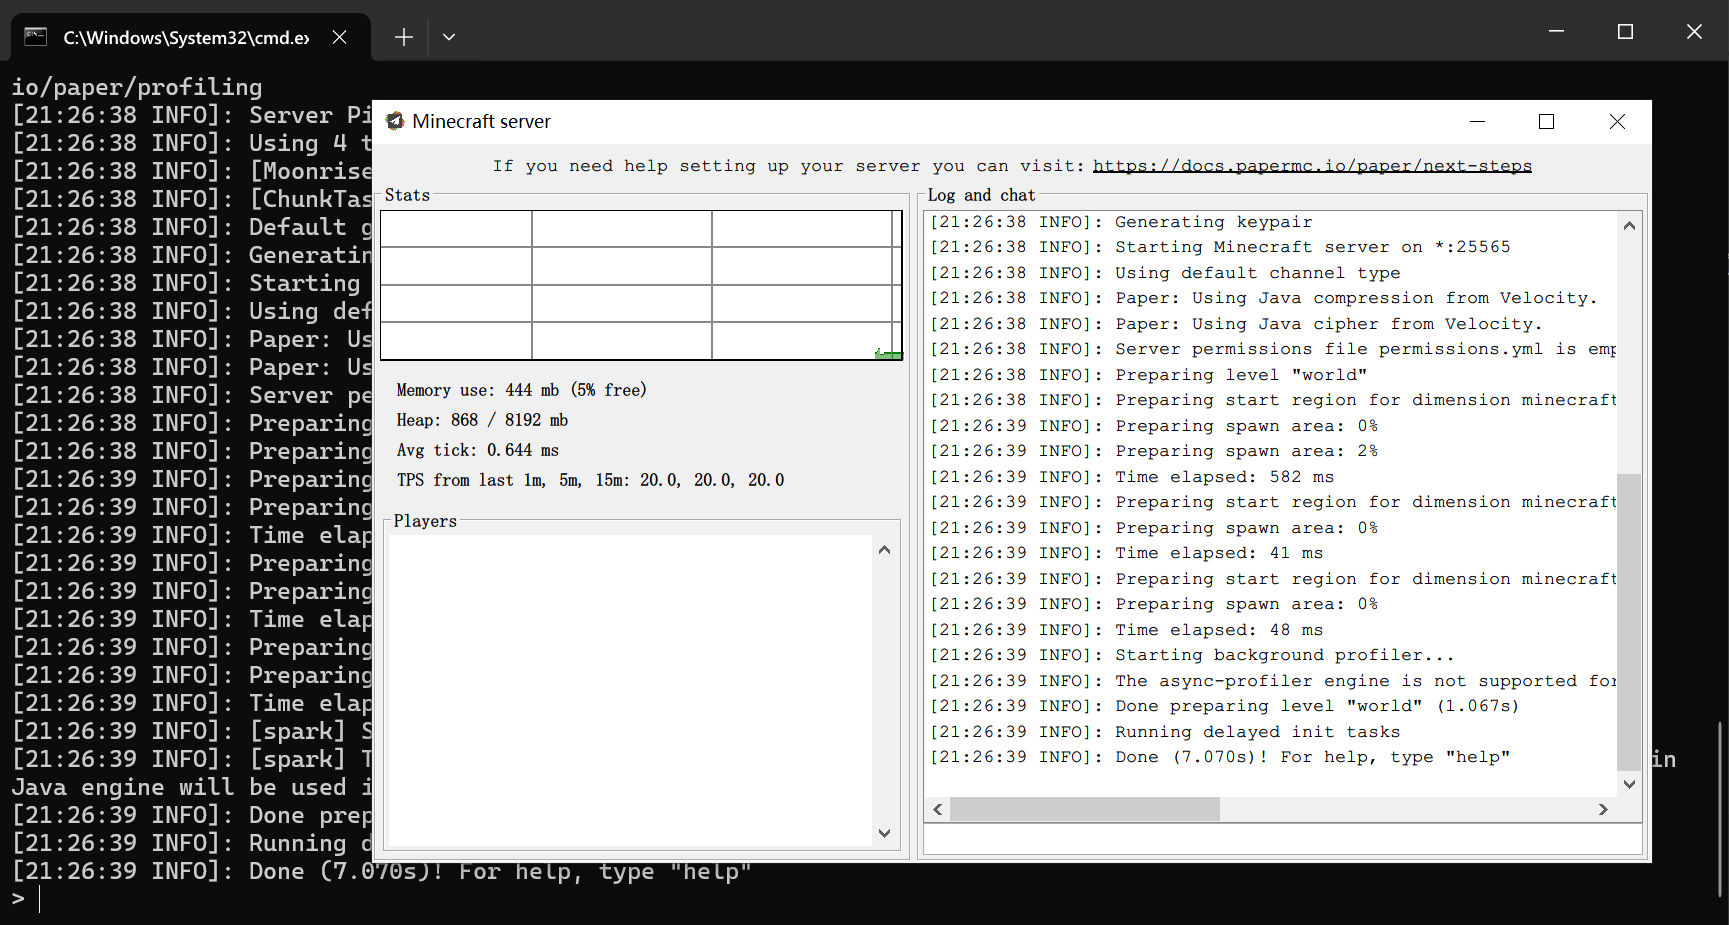 C:\Windows\System32\cmd.ex
io/paper/profiling
[21:26:38 INFO]: Server Pi
[21:26:38 INFO]: Using 4 t
[21:26:38 INFO]: [Moonrise
[21:26:38 INFO]: [ChunkTas
[21:26:38 INFO]: Default g
[21:26:38 INFO]: Generatin
[21:26:38 INFO]: Starting
[21:26:38 INFO]: Using def
[21:26:38 INFO]: Paper: Us
[21:26:38 INFO]: Paper: Us
[21:26:38 INFO]: Server pe
[21:26:38 INFO]: Preparing
[21:26:38 INFO]: Preparing
[21:26:39 INFO]: Preparing
[21:26:39 INFO]: Preparing
[21:26:39 INFO]: Time elap
[21:26:39 INFO]: Preparing
[21:26:39 INFO]: Preparing
[21:26:39 INFO]: Time elap
[21:26:39 INFO]: Preparing
[21:26:39 INFO]: Preparing
[21:26:39 INFO]: Time elap
[21:26:39 INFO]: [spark] S
[21:26:39 INFO]: [spark] T in
Java engine will be used i
[21:26:39 INFO]: Done prep
[21:26:39 INFO]: Running d
[21:26:39 INFO]: Done (7.070s)! For help, type "help"
>
Minecraft server
If you need help setting up your server you can visit: https://docs.papermc.io/paper/next-steps
Stats
Memory use: 444 mb (5% free)
Heap: 868 / 8192 mb
Avg tick: 0.644 ms
TPS from last 1m, 5m, 15m: 20.0, 20.0, 20.0
Players
Log and chat
[21:26:38 INFO]: Generating keypair
[21:26:38 INFO]: Starting Minecraft server on *:25565
[21:26:38 INFO]: Using default channel type
[21:26:38 INFO]: Paper: Using Java compression from Velocity.
[21:26:38 INFO]: Paper: Using Java cipher from Velocity.
[21:26:38 INFO]: Server permissions file permissions.yml is emp
[21:26:38 INFO]: Preparing level "world"
[21:26:38 INFO]: Preparing start region for dimension minecraft
[21:26:39 INFO]: Preparing spawn area: 0%
[21:26:39 INFO]: Preparing spawn area: 2%
[21:26:39 INFO]: Time elapsed: 582 ms
[21:26:39 INFO]: Preparing start region for dimension minecraft
[21:26:39 INFO]: Preparing spawn area: 0%
[21:26:39 INFO]: Time elapsed: 41 ms
[21:26:39 INFO]: Preparing start region for dimension minecraft
[21:26:39 INFO]: Preparing spawn area: 0%
[21:26:39 INFO]: Time elapsed: 48 ms
[21:26:39 INFO]: Starting background profiler...
[21:26:39 INFO]: The async-profiler engine is not supported for
[21:26:39 INFO]: Done preparing level "world" (1.067s)
[21:26:39 INFO]: Running delayed init tasks
[21:26:39 INFO]: Done (7.070s)! For help, type "help"